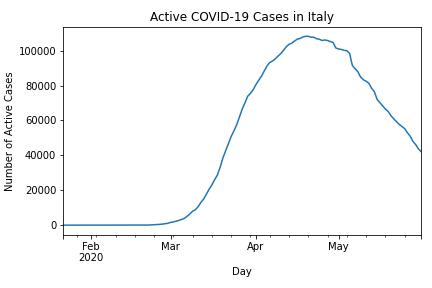 Active COVID-19 Cases in Italy
Number of Active Cases
100000
80000
60000
40000
20000
0
Feb
2020
Mar
Apr
May
Day